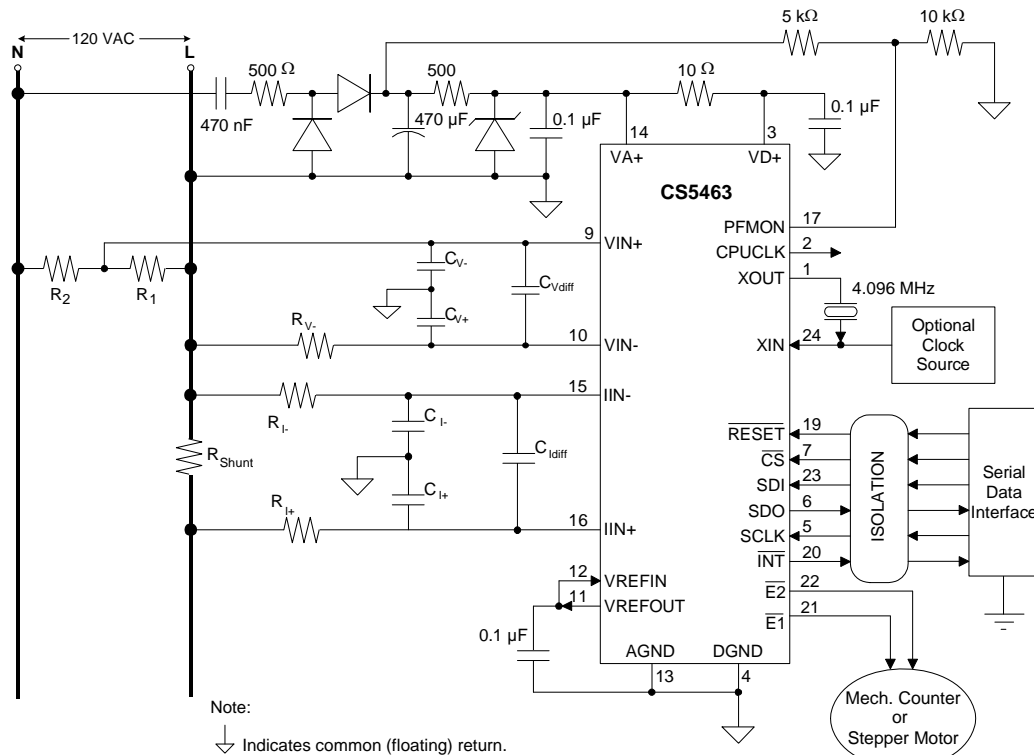 5 kΩ
10 kΩ
120 VAC
N
L
500 Ω
500
10 Ω
470 nF
470 µF
0.1 µF
0.1 µF
14
3
VA+
VD+
CS5463
17
PFMON
9
VIN+
2
CPUCLK
1
XOUT
CV-
CVdiff
4.096 MHz
R2
R1
CV+
RV-
10
VIN-
24
XIN
Optional
Clock
Source
15
IIN-
RI-
CI-
19
RESET
RShunt
CIdiff
7
CS
23
SDI
CI+
6
SDO
RI+
16
IIN+
5
SCLK
20
INT
ISOLATION
Serial
Data
Interface
12
VREFIN
22
E2
11
VREFOUT
21
E1
0.1 µF
AGND
DGND
13
4
Mech. Counter
or
Stepper Motor
Note:
Indicates common (floating) return.